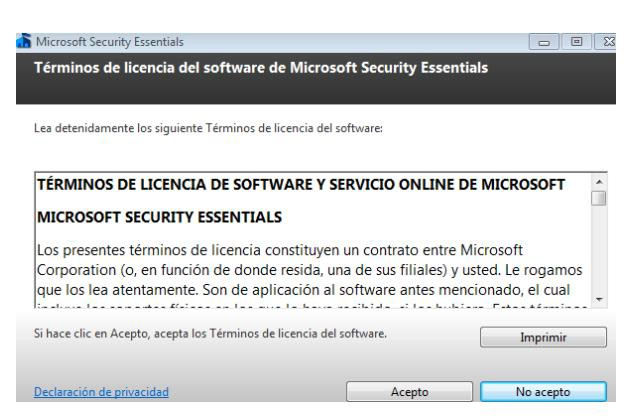 Microsoft Security Essentials
Términos de licencia del software de Microsoft Security Essentials
Lea detenidamente los siguiente Términos de licencia del software:
TÉRMINOS DE LICENCIA DE SOFTWARE Y SERVICIO ONLINE DE MICROSOFT
MICROSOFT SECURITY ESSENTIALS
Los presentes términos de licencia constituyen un contrato entre Microsoft
Corporation (o, en función de donde resida, una de sus filiales) y usted. Le rogamos
que los lea atentamente. Son de aplicación al software antes mencionado, el cual
Si hace clic en Acepto, acepta los Términos de licencia del software.
Imprimir
Declaración de privacidad
Acepto
No acepto